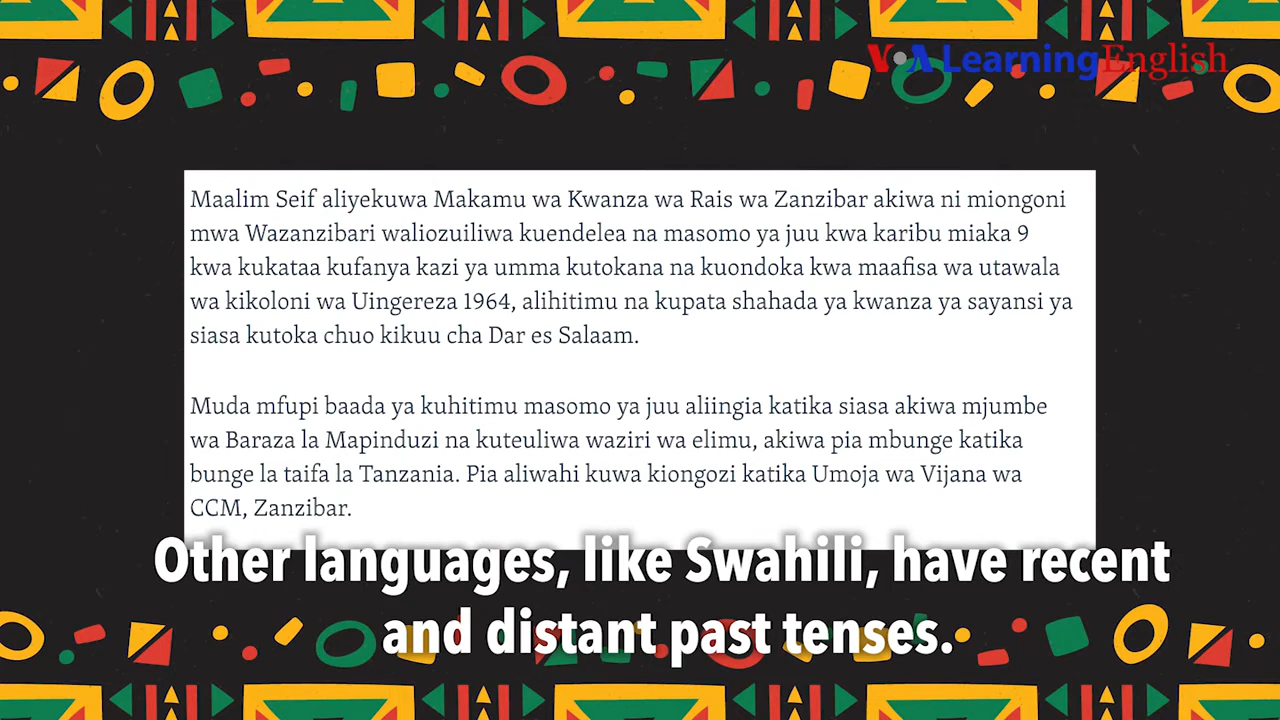 VOA Learning English
Maalim Seif aliyekuwa Makamu wa Kwanza wa Rais wa Zanzibar akiwa ni miongoni
mwa Wazanzibari waliozuiliwa kuendelea na masomo ya juu kwa karibu miaka 9
kwa kukataa kufanya kazi ya umma kutokana na kuondoka kwa maafisa wa utawala
wa kikoloni wa Uingereza 1964, alihitimu na kupata shahada ya kwanza ya sayansi ya
siasa kutoka chuo kikuu cha Dar es Salaam.
Muda mfupi baada ya kuhitimu masomo ya juu aliingia katika siasa akiwa mjumbe
wa Baraza la Mapinduzi na kuteuliwa waziri wa elimu, akiwa pia mbunge katika
bunge la taifa la Tanzania. Pia aliwahi kuwa kiongozi katika Umoja wa Vijana wa
CCM, Zanzibar.
Other languages, like Swahili, have recent
and distant past tenses.